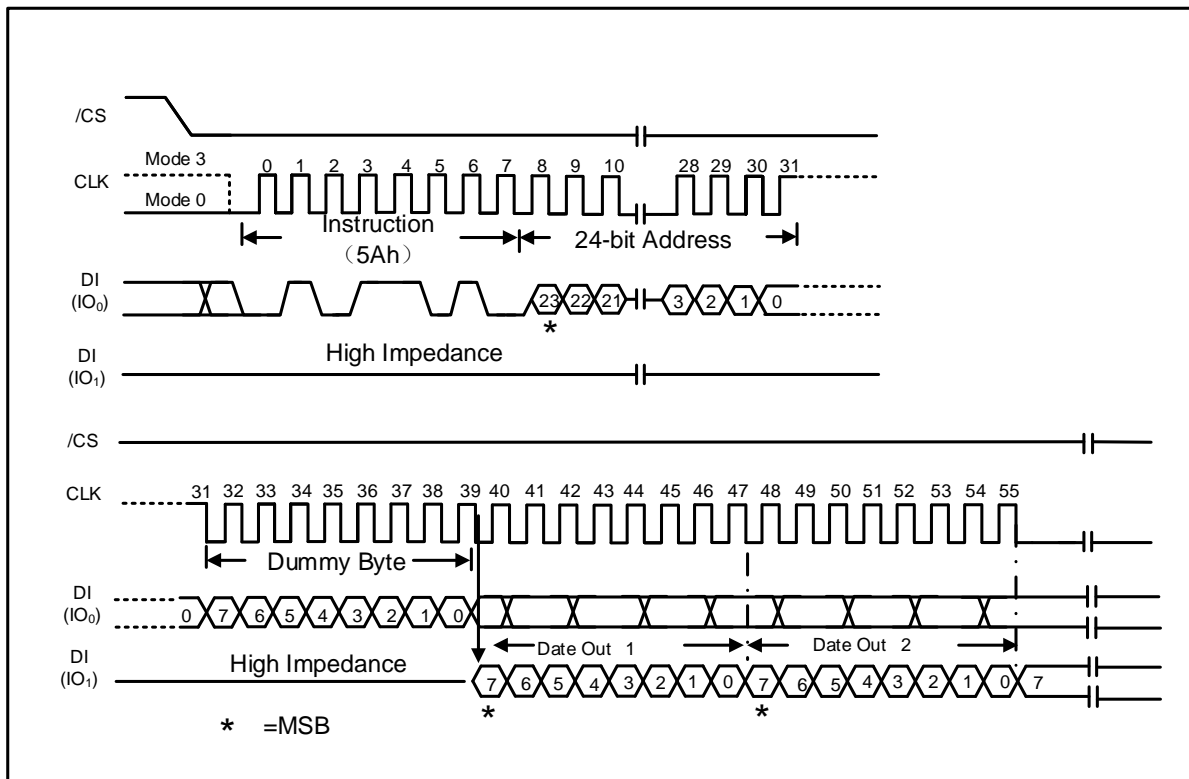 /CS
Mode 3
CLK
Mode 0
0 1 2 3 4 5 6 7 8 9 10 28 29 30 31
Instruction
（5Ah）
24-bit Address
DI
(IO₀)
23 22 21 3 2 1 0
*
High Impedance
DI
(IO₁)
/CS
CLK
31 32 33 34 35 36 37 38 39 40 41 42 43 44 45 46 47 48 49 50 51 52 53 54 55
Dummy Byte
DI
(IO₀)
0 7 6 5 4 3 2 1 0
Date Out 1
Date Out 2
High Impedance
DI
(IO₁)
7 6 5 4 3 2 1 0 7 6 5 4 3 2 1 0 7
* *
* =MSB